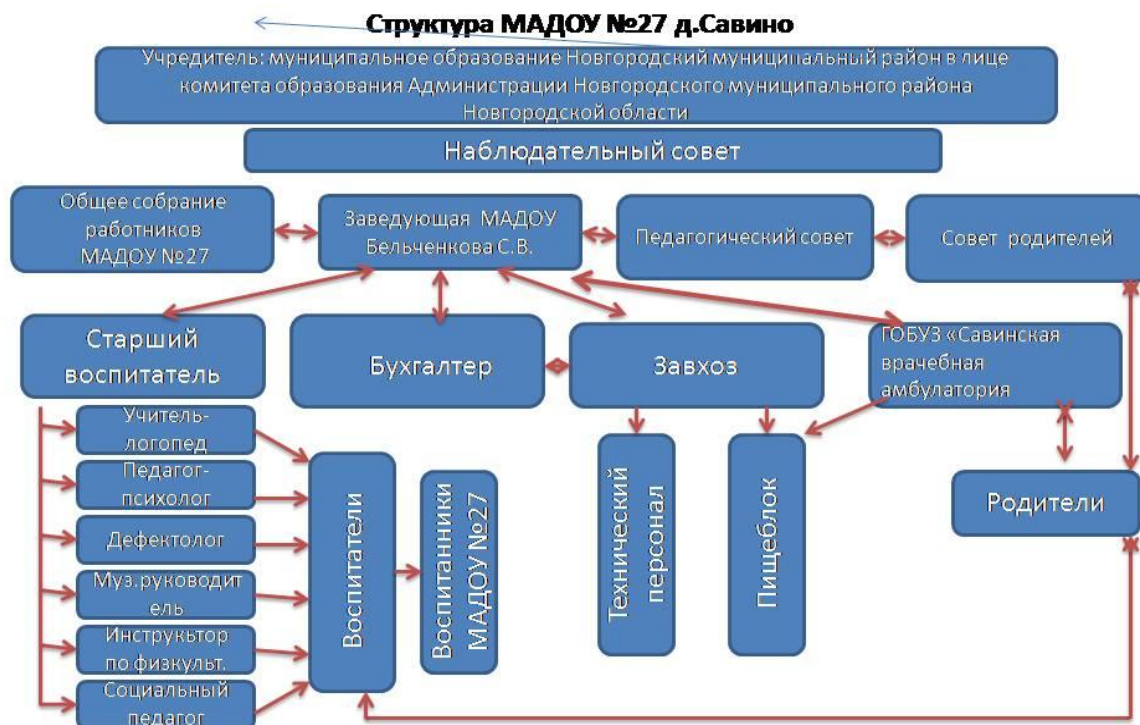 Структура МАДОУ №27 д.Савино
Учредитель: муниципальное образование Новгородский муниципальный район в лице
комитета образования Администрации Новгородского муниципального района
Новгородской области
Наблюдательный совет
Общее собрание
работников
МАДОУ №27
Заведующая МАДОУ
Бельченкова С.В.
Педагогический совет
Совет родителей
Старший
воспитатель
Бухгалтер
Завхоз
ГОБУЗ «Савинская
врачебная
амбулатория
Учитель-
логопед
Педагог-
психолог
Дефектолог
Муз.руководит
ель
Инструкьтор
по физкульт.
Социальный
педагог
Воспитатели
Воспитанники
МАДОУ №27
Технический
персонал
Пищеблок
Родители